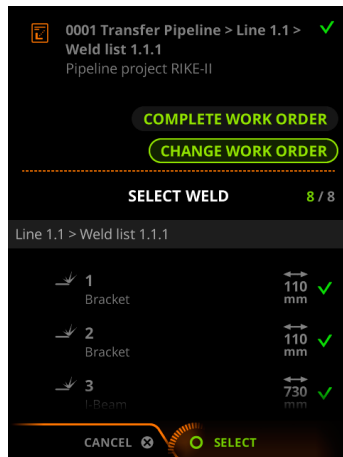 0001 Transfer Pipeline > Line 1.1 >
Weld list 1.1.1
Pipeline project RIKE-II
COMPLETE WORK ORDER
CHANGE WORK ORDER
SELECT WELD 8 / 8
Line 1.1 > Weld list 1.1.1
1 110
Bracket mm
2 110
Bracket mm
3 730
I-Beam mm
CANCEL SELECT